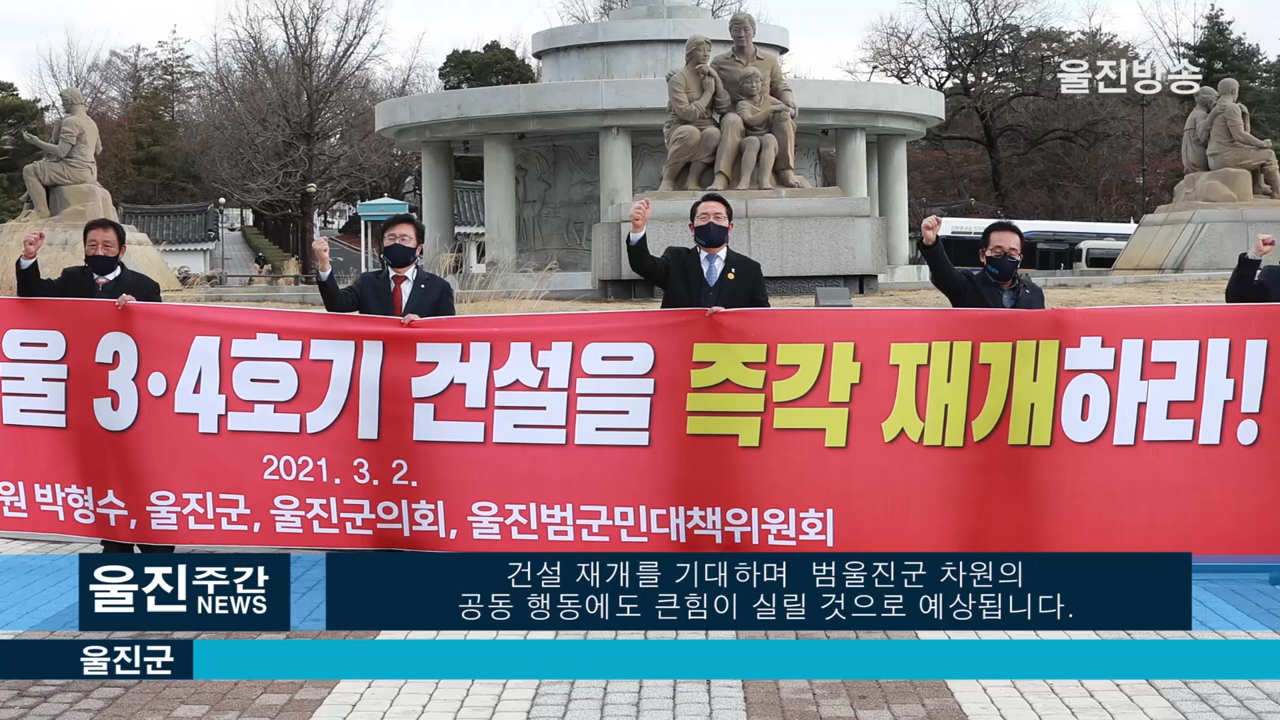 울진방송
울 3·4호기 건설을 즉각 재개하라!
2021. 3. 2.
원 박형수, 울진군, 울진군의회, 울진범군민대책위원회
울진주간
NEWS
건설 재개를 기대하며 범울진군 차원의
공동 행동에도 큰힘이 실릴 것으로 예상됩니다.
울진군